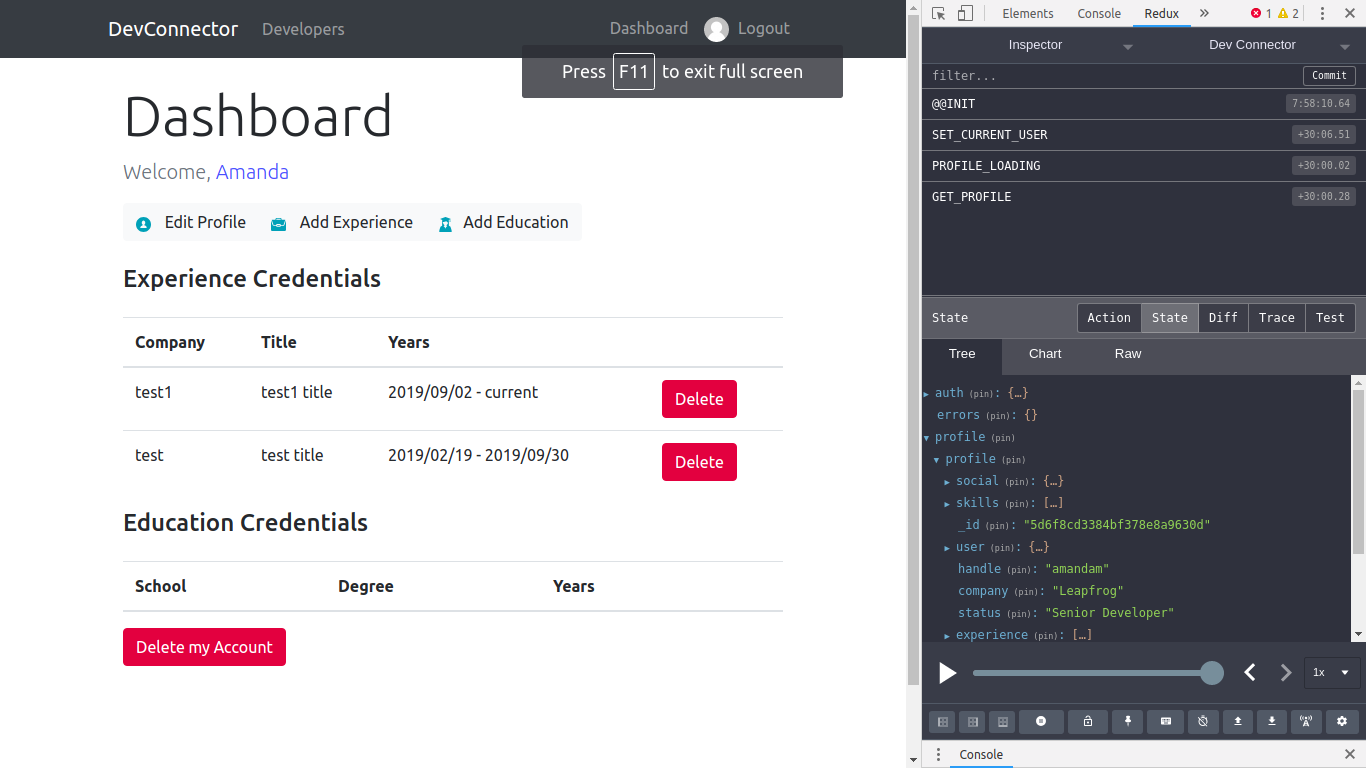 DevConnector Developers Dashboard Logout
Press F11 to exit full screen
Dashboard
Welcome, Amanda
Edit Profile Add Experience Add Education
Experience Credentials
Company Title Years
test1 test1 title 2019/09/02 - current Delete
test test title 2019/02/19 - 2019/09/30 Delete
Education Credentials
School Degree Years
Delete my Account
Elements Console Redux » 1 2
Inspector Dev Connector
filter... Commit
@@INIT 7:58:10.64
SET_CURRENT_USER +30:06.51
PROFILE_LOADING +30:00.02
GET_PROFILE +30:00.28
State Action State Diff Trace Test
Tree Chart Raw
auth (pin): {…}
errors (pin): {}
profile (pin)
profile (pin)
social (pin): {…}
skills (pin): […]
_id (pin): "5d6f8cd3384bf378e8a9630d"
user (pin): {…}
handle (pin): "amandam"
company (pin): "Leapfrog"
status (pin): "Senior Developer"
experience (pin): […]
1x
Console